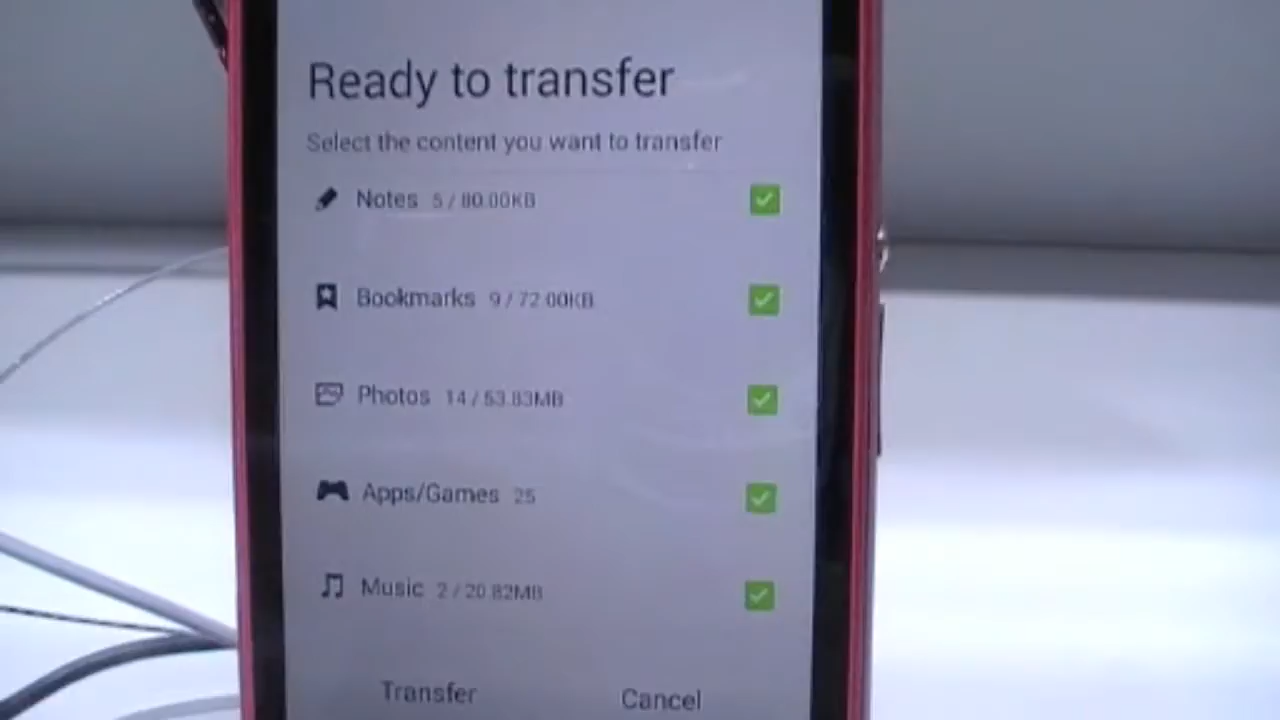 Ready to transfer
Select the content you want to transfer
Notes 5 / 80.00KB
Bookmarks 9 / 72.00KB
Photos 14 / 53.83MB
Apps/Games 25
Music 2 / 20.82MB
Transfer Cancel